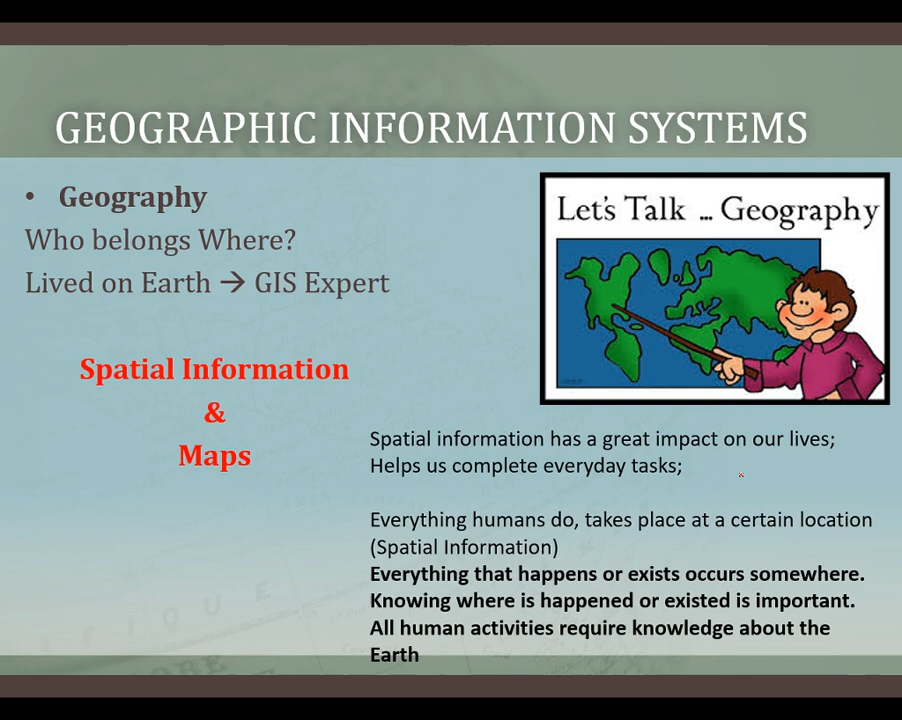 GEOGRAPHIC INFORMATION SYSTEMS
• Geography
Who belongs Where?
Lived on Earth → GIS Expert
Let's Talk ... Geography
Spatial Information
&
Maps
Spatial information has a great impact on our lives;
Helps us complete everyday tasks;
Everything humans do, takes place at a certain location
(Spatial Information)
Everything that happens or exists occurs somewhere.
Knowing where is happened or existed is important.
All human activities require knowledge about the
Earth